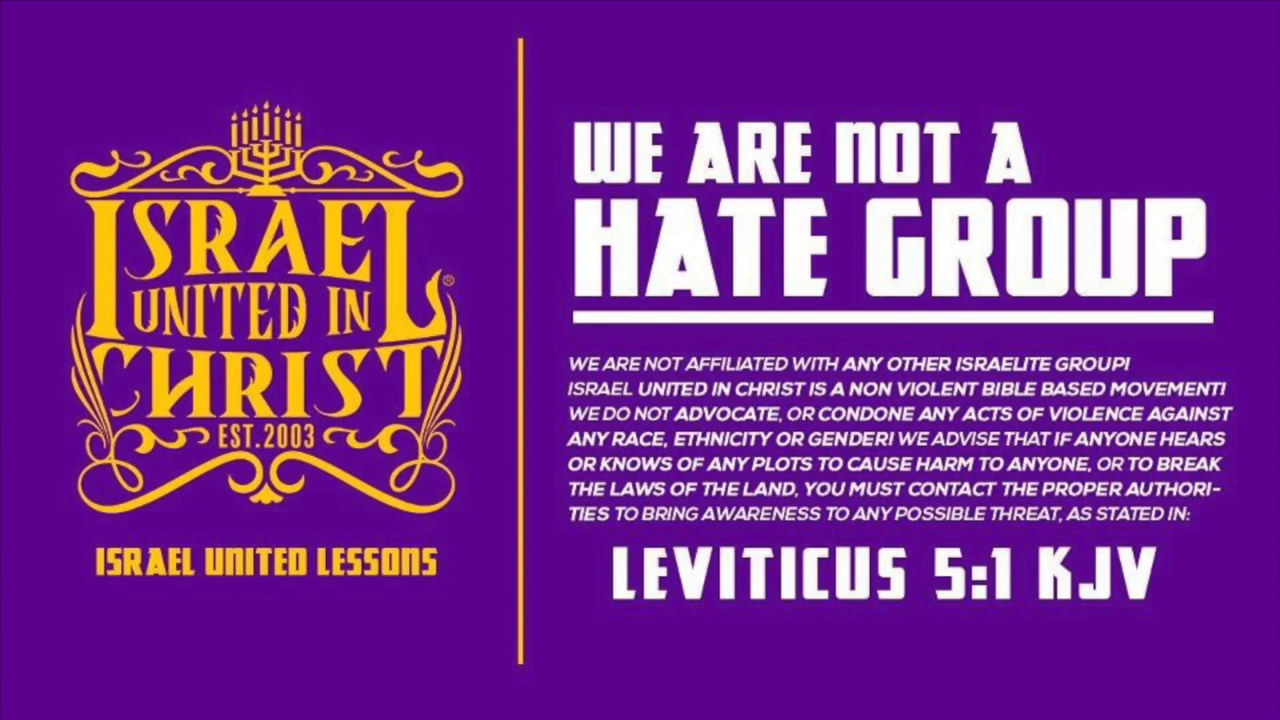 ISRAEL
UNITED IN
CHRIST
EST. 2003
ISRAEL UNITED LESSONS
WE ARE NOT A
HATE GROUP
WE ARE NOT AFFILIATED WITH ANY OTHER ISRAELITE GROUP!
ISRAEL UNITED IN CHRIST IS A NON VIOLENT BIBLE BASED MOVEMENT!
WE DO NOT ADVOCATE, OR CONDONE ANY ACTS OF VIOLENCE AGAINST
ANY RACE, ETHNICITY OR GENDER! WE ADVISE THAT IF ANYONE HEARS
OR KNOWS OF ANY PLOTS TO CAUSE HARM TO ANYONE, OR TO BREAK
THE LAWS OF THE LAND, YOU MUST CONTACT THE PROPER AUTHORI-
TIES TO BRING AWARENESS TO ANY POSSIBLE THREAT, AS STATED IN:
LEVITICUS 5:1 KJV